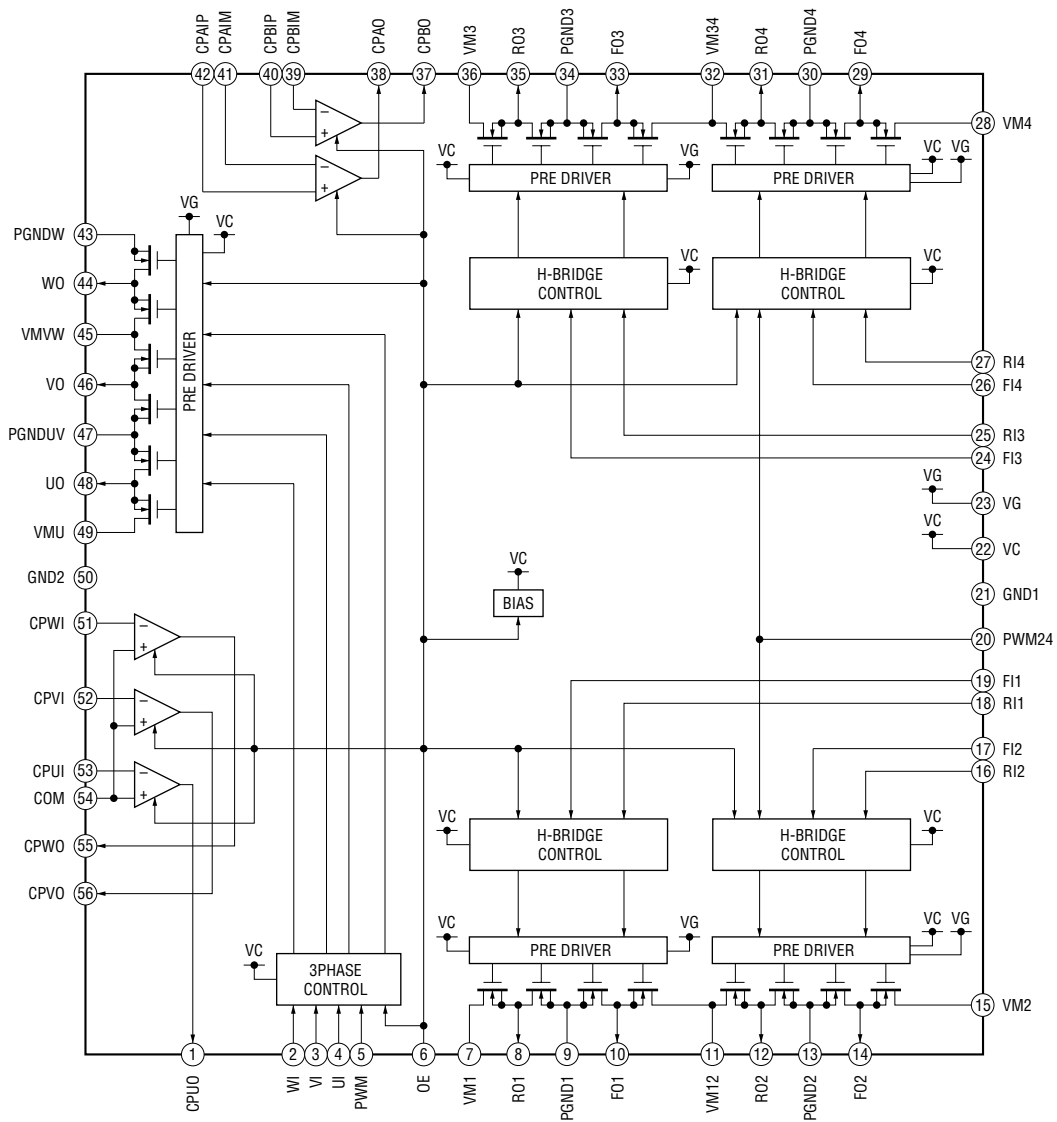 CPAIP
CPAIM
CPBIP
CPBIM
CPAO
CPBO
VM3
RO3
PGND3
FO3
VM34
RO4
PGND4
FO4
42
41
40
39
38
37
36
35
34
33
32
31
30
29
28 VM4
−
+
−
+
VC
PRE DRIVER
VG
PRE DRIVER
VC
VG
VG
VC
PGNDW 43
WO 44
VMVW 45
VO 46
PGNDUV 47
UO 48
VMU 49
PRE DRIVER
H-BRIDGE
CONTROL
VC
H-BRIDGE
CONTROL
VC
27 RI4
26 FI4
25 RI3
24 FI3
VG
23 VG
VC
22 VC
GND2 50
21 GND1
VC
BIAS
CPWI 51
−
+
20 PWM24
19 FI1
18 RI1
CPVI 52
−
+
17 FI2
16 RI2
CPUI 53
COM 54
−
+
CPWO 55
CPVO 56
VC
H-BRIDGE
CONTROL
H-BRIDGE
CONTROL
VC
VC
PRE DRIVER
VG
PRE DRIVER
VC
VG
VC
3PHASE
CONTROL
15 VM2
1
2
3
4
5
6
7
8
9
10
11
12
13
14
CPUO
WI
VI
UI
PWM
OE
VM1
RO1
PGND1
FO1
VM12
RO2
PGND2
FO2